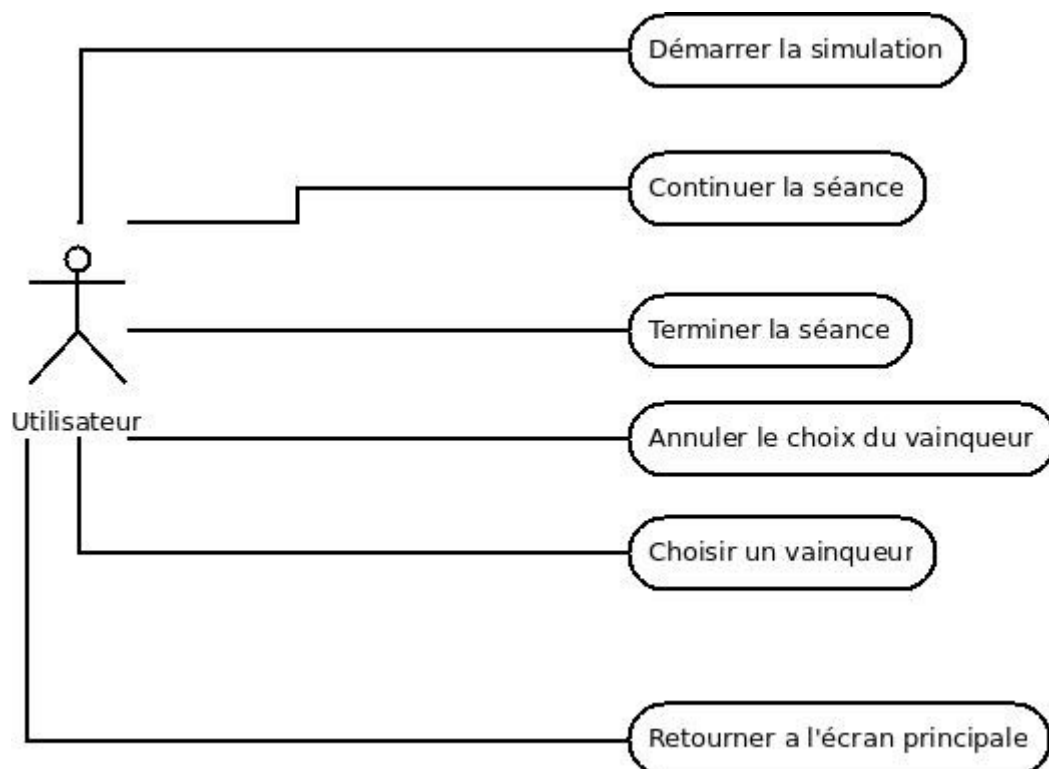 Démarrer la simulation
Continuer la séance
Terminer la séance
Utilisateur
Annuler le choix du vainqueur
Choisir un vainqueur
Retourner a l'écran principale